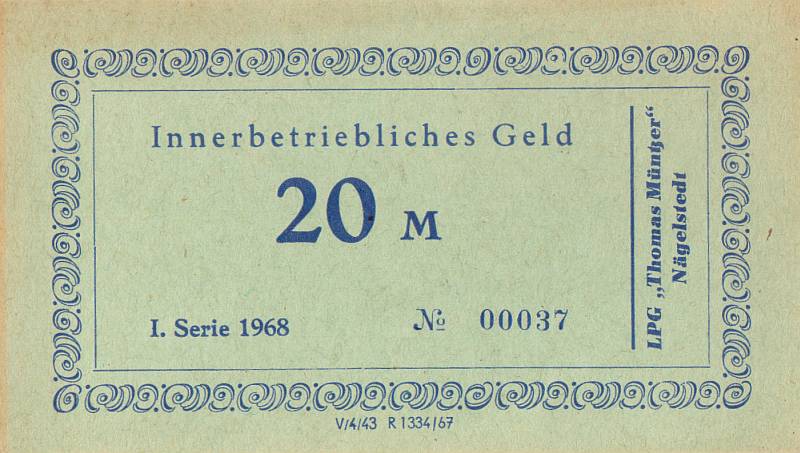 Innerbetriebliches Geld
20 M
I. Serie 1968
№ 00037
LPG „Thomas Müntzer“
Nägelstedt
V/4/43 R 1334/67